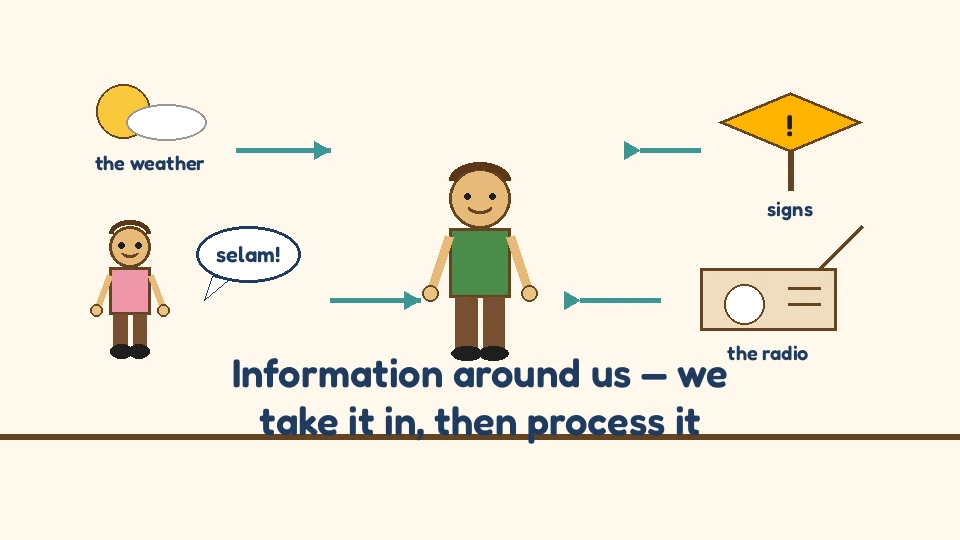 the weather
!
signs
selam!
the radio
Information around us — we
take it in, then process it